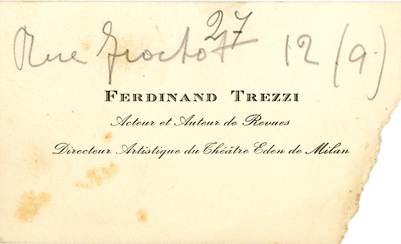 27
Rue Frochot 12 (9)
FERDINAND TREZZI
Acteur et Auteur de Revues
Directeur Artistique du Théâtre Eden de Milan